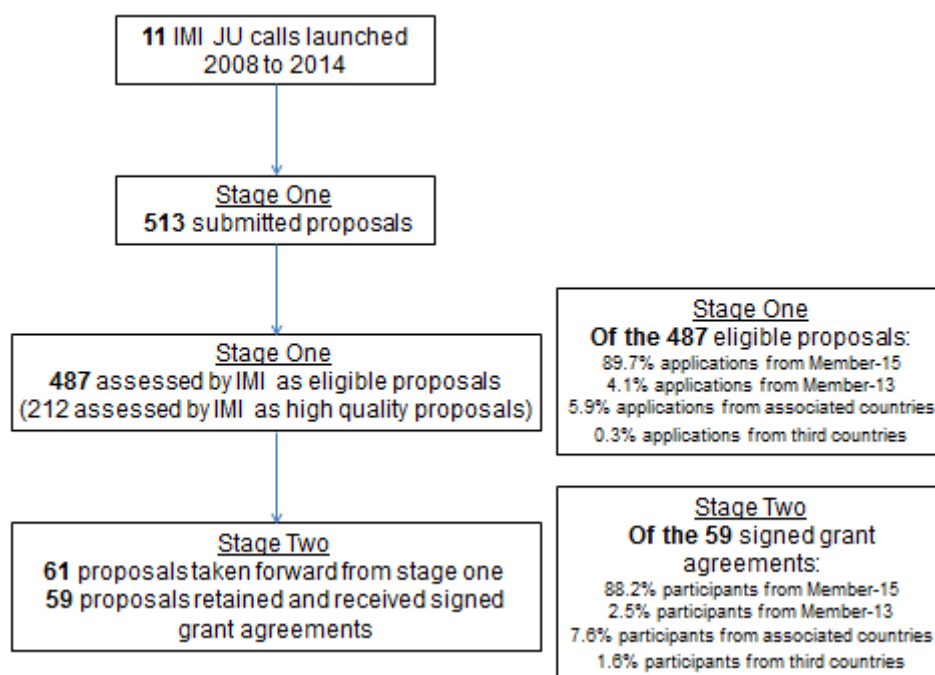 11 IMI JU calls launched
2008 to 2014
Stage One
513 submitted proposals
Stage One
487 assessed by IMI as eligible proposals
(212 assessed by IMI as high quality proposals)
Stage One
Of the 487 eligible proposals:
89.7% applications from Member-15
4.1% applications from Member-13
5.9% applications from associated countries
0.3% applications from third countries
Stage Two
61 proposals taken forward from stage one
59 proposals retained and received signed
grant agreements
Stage Two
Of the 59 signed grant
agreements:
88.2% participants from Member-15
2.5% participants from Member-13
7.6% participants from associated countries
1.6% participants from third countries